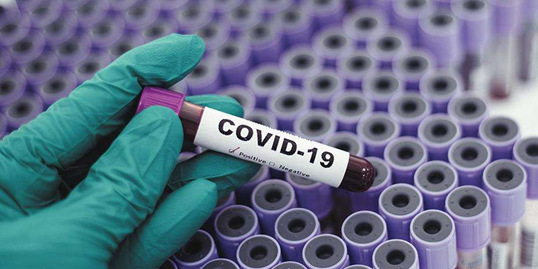 COVID-19
☑ Positive ☐ Negative